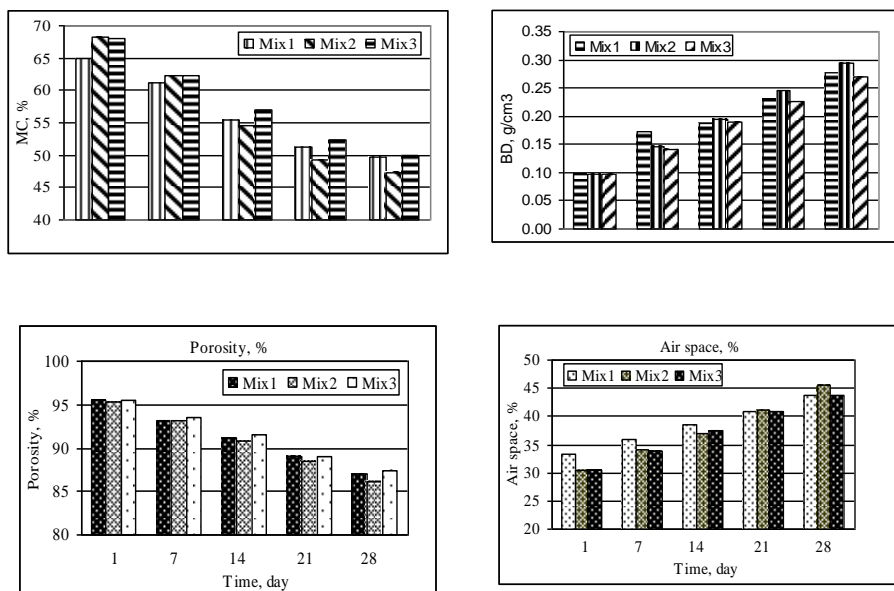 70
65
60
55
50
45
40
MC, %
Mix1 Mix2 Mix3
0.35
0.30
0.25
0.20
0.15
0.10
0.05
0.00
BD, g/cm3
Mix1 Mix2 Mix3
Porosity, %
100
95
90
85
80
Porosity, %
Mix1 Mix2 Mix3
1 7 14 21 28
Time, day
Air space, %
50
45
40
35
30
25
20
Air space, %
Mix1 Mix2 Mix3
1 7 14 21 28
Time, day